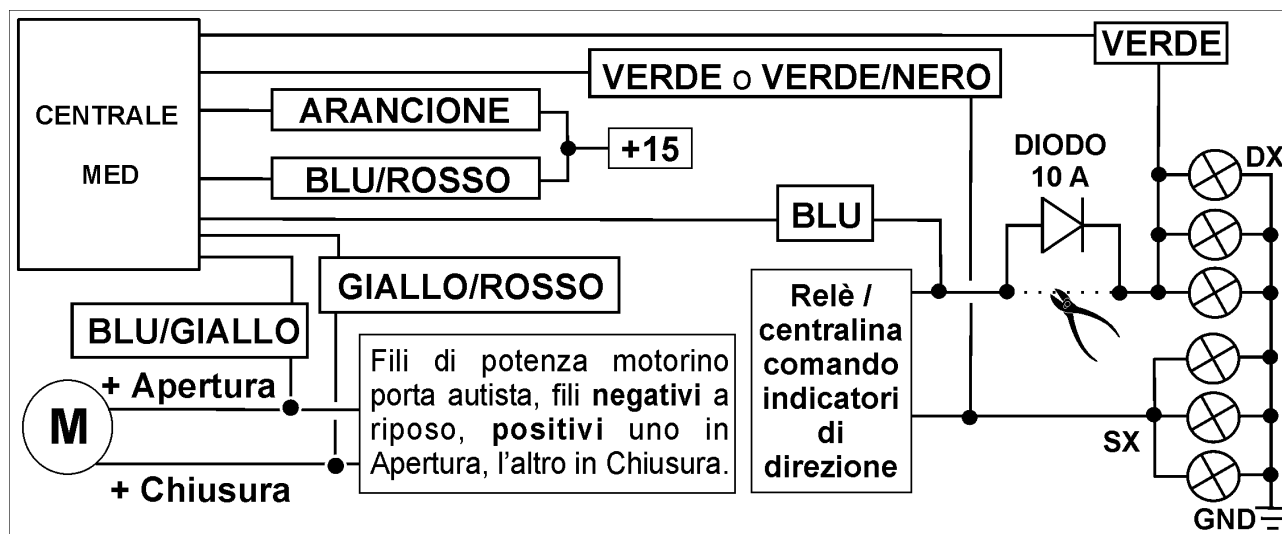 CENTRALE
MED
VERDE
VERDE o VERDE/NERO
ARANCIONE
+15
BLU/ROSSO
DIODO
10 A
DX
BLU
GIALLO/ROSSO
BLU/GIALLO
+ Apertura
M
+ Chiusura
Fili di potenza motorino
porta autista, fili negativi a
riposo, positivi uno in
Apertura, l'altro in Chiusura.
Relè /
centralina
comando
indicatori
di
direzione
SX
GND